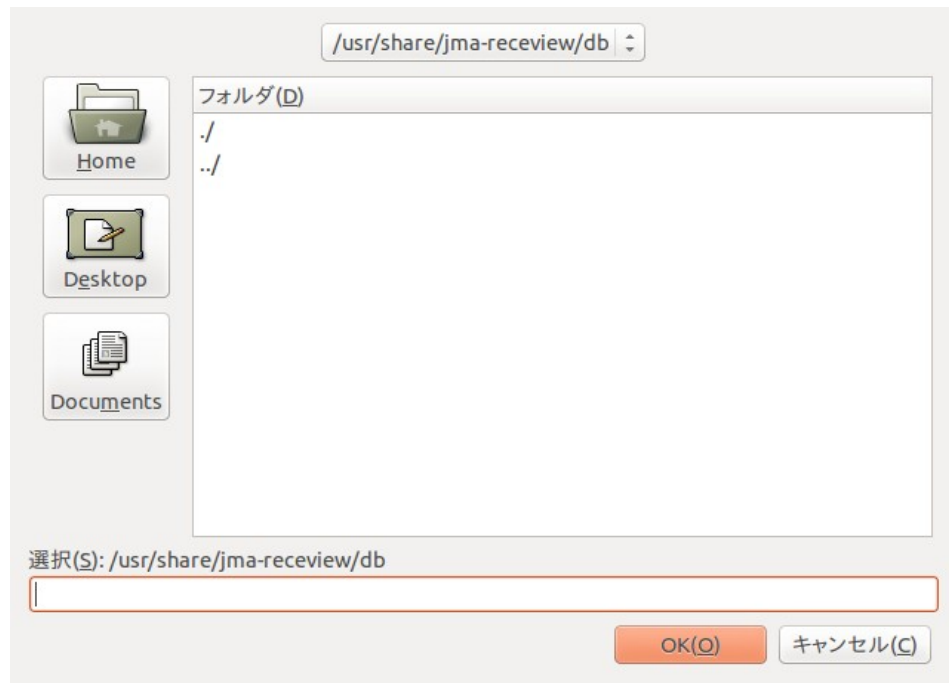 /usr/share/jma-receview/db
フォルダ(D)
./
../
Home
Desktop
Documents
選択(S): /usr/share/jma-receview/db
OK(O)
キャンセル(C)